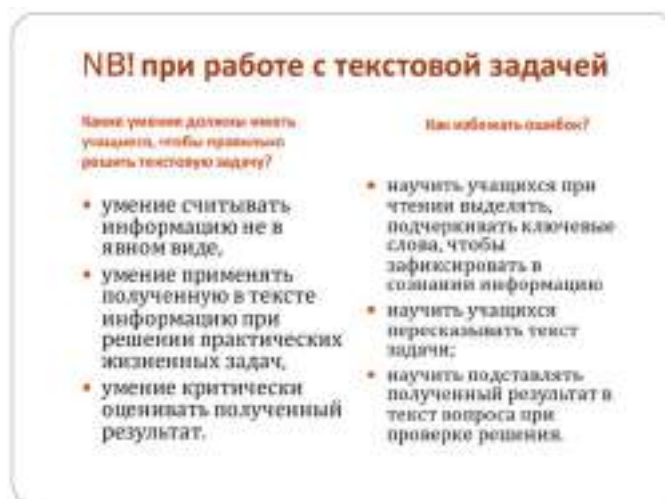 NB! при работе с текстовой задачей
Какие умения должны иметь
учащиеся, чтобы правильно
решить текстовую задачу?
• умение считывать
информацию не в
явном виде,
• умение применять
полученную в тексте
информацию при
решении практических
жизненных задач,
• умение критически
оценивать полученный
результат.
Как избежать ошибок?
• научить учащихся при
чтении выделять,
подчеркивать ключевые
слова, чтобы
зафиксировать в
сознании информацию
• научить учащихся
пересказывать текст
задачи;
• научить подставлять
полученный результат в
текст вопроса при
проверке решения.